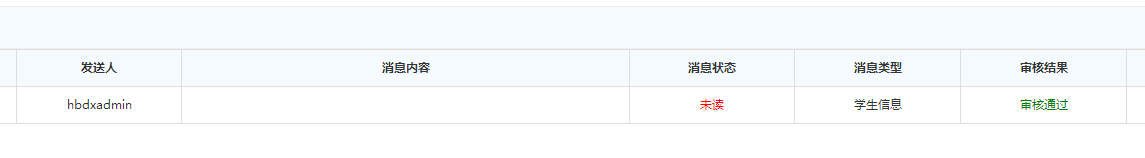 发送人 消息内容 消息状态 消息类型 审核结果
hbdxadmin 未读 学生信息 审核通过